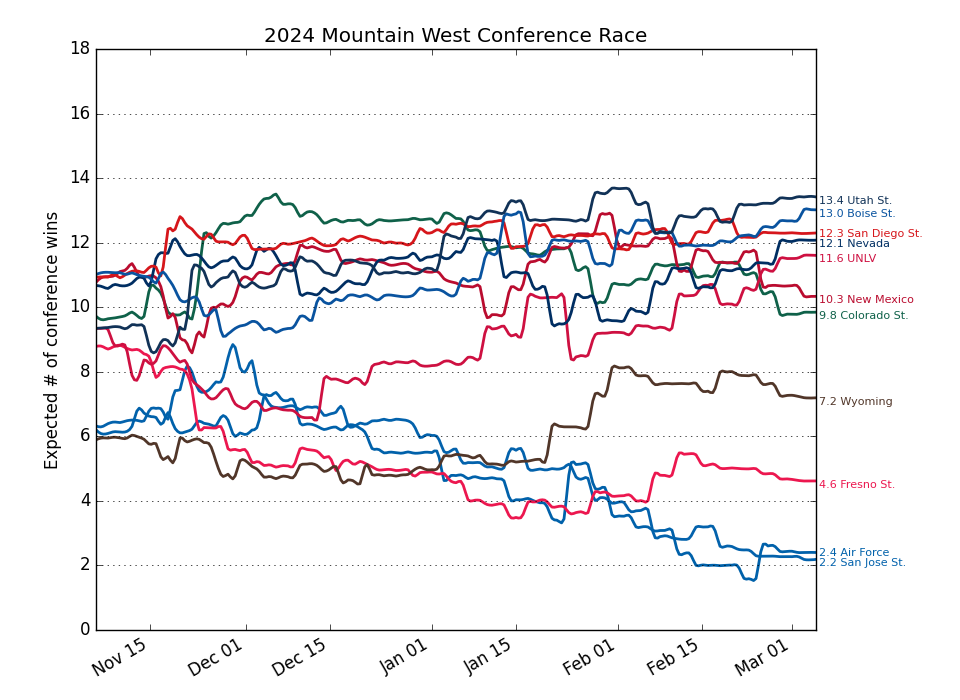 2024 Mountain West Conference Race
Expected # of conference wins
18
16
14
12
10
8
6
4
2
0
13.4 Utah St.
13.0 Boise St.
12.3 San Diego St.
12.1 Nevada
11.6 UNLV
10.3 New Mexico
9.8 Colorado St.
7.2 Wyoming
4.6 Fresno St.
2.4 Air Force
2.2 San Jose St.
Nov 15
Dec 01
Dec 15
Jan 01
Jan 15
Feb 01
Feb 15
Mar 01